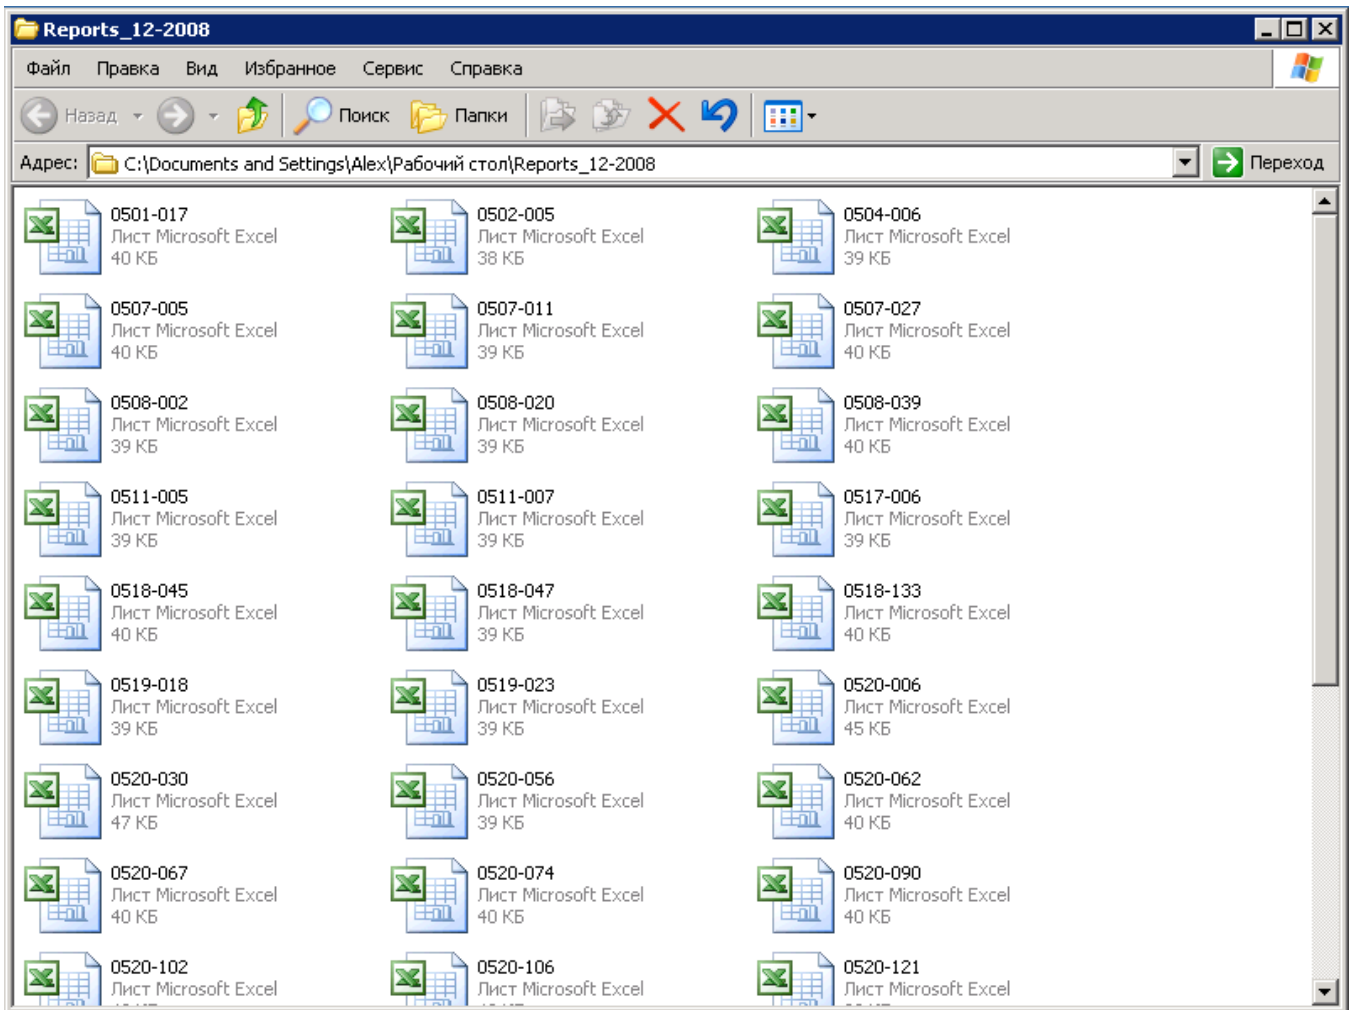 Reports_12-2008
Файл Правка Вид Избранное Сервис Справка
Назад Поиск Папки
Адрес: C:\Documents and Settings\Alex\Рабочий стол\Reports_12-2008 Переход
0501-017 0502-005 0504-006
Лист Microsoft Excel Лист Microsoft Excel Лист Microsoft Excel
40 КБ 38 КБ 39 КБ
0507-005 0507-011 0507-027
Лист Microsoft Excel Лист Microsoft Excel Лист Microsoft Excel
40 КБ 39 КБ 40 КБ
0508-002 0508-020 0508-039
Лист Microsoft Excel Лист Microsoft Excel Лист Microsoft Excel
39 КБ 39 КБ 40 КБ
0511-005 0511-007 0517-006
Лист Microsoft Excel Лист Microsoft Excel Лист Microsoft Excel
39 КБ 39 КБ 39 КБ
0518-045 0518-047 0518-133
Лист Microsoft Excel Лист Microsoft Excel Лист Microsoft Excel
40 КБ 39 КБ 40 КБ
0519-018 0519-023 0520-006
Лист Microsoft Excel Лист Microsoft Excel Лист Microsoft Excel
39 КБ 39 КБ 45 КБ
0520-030 0520-056 0520-062
Лист Microsoft Excel Лист Microsoft Excel Лист Microsoft Excel
47 КБ 39 КБ 40 КБ
0520-067 0520-074 0520-090
Лист Microsoft Excel Лист Microsoft Excel Лист Microsoft Excel
40 КБ 40 КБ 40 КБ
0520-102 0520-106 0520-121
Лист Microsoft Excel Лист Microsoft Excel Лист Microsoft Excel